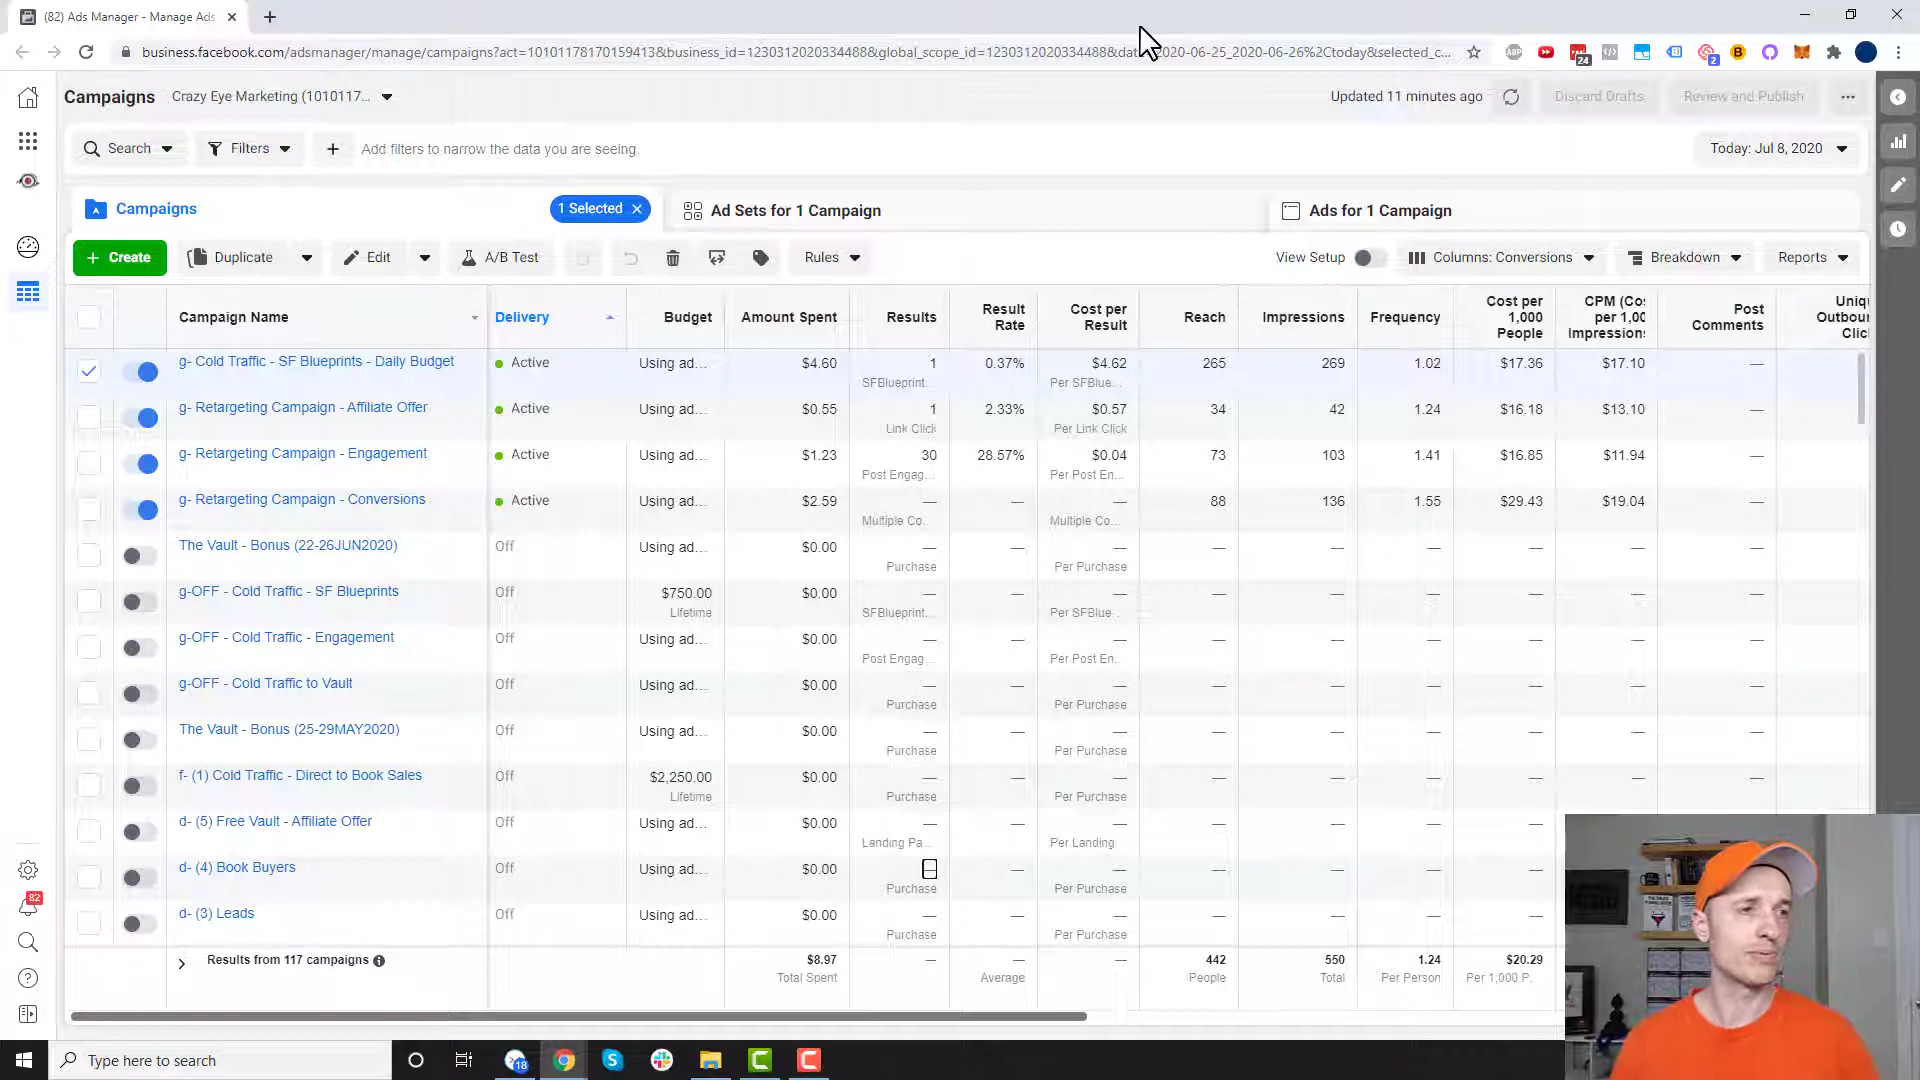 (82) Ads Manager - Manage Ads
business.facebook.com/adsmanager/manage/campaigns?act=10101178170159413&business_id=1230312020334488&global_scope_id=1230312020334488&dat 2020-06-25_2020-06-26%2Ctoday&selected_c...
ABP
24
2
Campaigns
Crazy Eye Marketing (1010117...
Updated 11 minutes ago
Discard Drafts
Review and Publish
Search
Filters
Add filters to narrow the data you are seeing.
Today: Jul 8, 2020
Campaigns
1 Selected
Ad Sets for 1 Campaign
Ads for 1 Campaign
Create
Duplicate
Edit
A/B Test
Rules
View Setup
Columns: Conversions
Breakdown
Reports
Campaign Name
Delivery
Budget
Amount Spent
Results
Result
Rate
Cost per
Result
Reach
Impressions
Frequency
Cost per
1,000
People
CPM (Cos
per 1,00
Impressions
Post
Comments
Uniqu
Outboun
Click
g- Cold Traffic - SF Blueprints - Daily Budget
Active
Using ad...
$4.60
1
0.37%
$4.62
265
269
1.02
$17.36
$17.10
—
SFBlueprint...
Per SFBlue...
g- Retargeting Campaign - Affiliate Offer
Active
Using ad...
$0.55
1
2.33%
$0.57
34
42
1.24
$16.18
$13.10
—
Link Click
Per Link Click
g- Retargeting Campaign - Engagement
Active
Using ad...
$1.23
30
28.57%
$0.04
73
103
1.41
$16.85
$11.94
—
Post Engag...
Per Post En...
g- Retargeting Campaign - Conversions
Active
Using ad...
$2.59
—
—
—
88
136
1.55
$29.43
$19.04
—
Multiple Co...
Multiple Co...
The Vault - Bonus (22-26JUN2020)
Off
Using ad...
$0.00
— — — — — — — — —
Purchase
Per Purchase
g-OFF - Cold Traffic - SF Blueprints
Off
$750.00
$0.00
— — — — — — — — —
Lifetime
SFBlueprint...
Per SFBlue...
g-OFF - Cold Traffic - Engagement
Off
Using ad...
$0.00
— — — — — — — — —
Post Engag...
Per Post En...
g-OFF - Cold Traffic to Vault
Off
Using ad...
$0.00
— — — — — — — — —
Purchase
Per Purchase
The Vault - Bonus (25-29MAY2020)
Off
Using ad...
$0.00
— — — — — — — — —
Purchase
Per Purchase
f- (1) Cold Traffic - Direct to Book Sales
Off
$2,250.00
$0.00
— — — — — — — — —
Lifetime
Purchase
Per Purchase
d- (5) Free Vault - Affiliate Offer
Off
Using ad...
$0.00
— — — — — — — —
Landing Pa...
Per Landing
d- (4) Book Buyers
Off
Using ad...
$0.00
— — — — — — —
Purchase
Per Purchase
d- (3) Leads
Off
Using ad...
$0.00
— — — — — — —
Purchase
Per Purchase
Results from 117 campaigns
$8.97
—
—
—
442
550
1.24
$20.29
Total Spent
Average
People
Total
Per Person
Per 1,000 P...
82
Type here to search
18